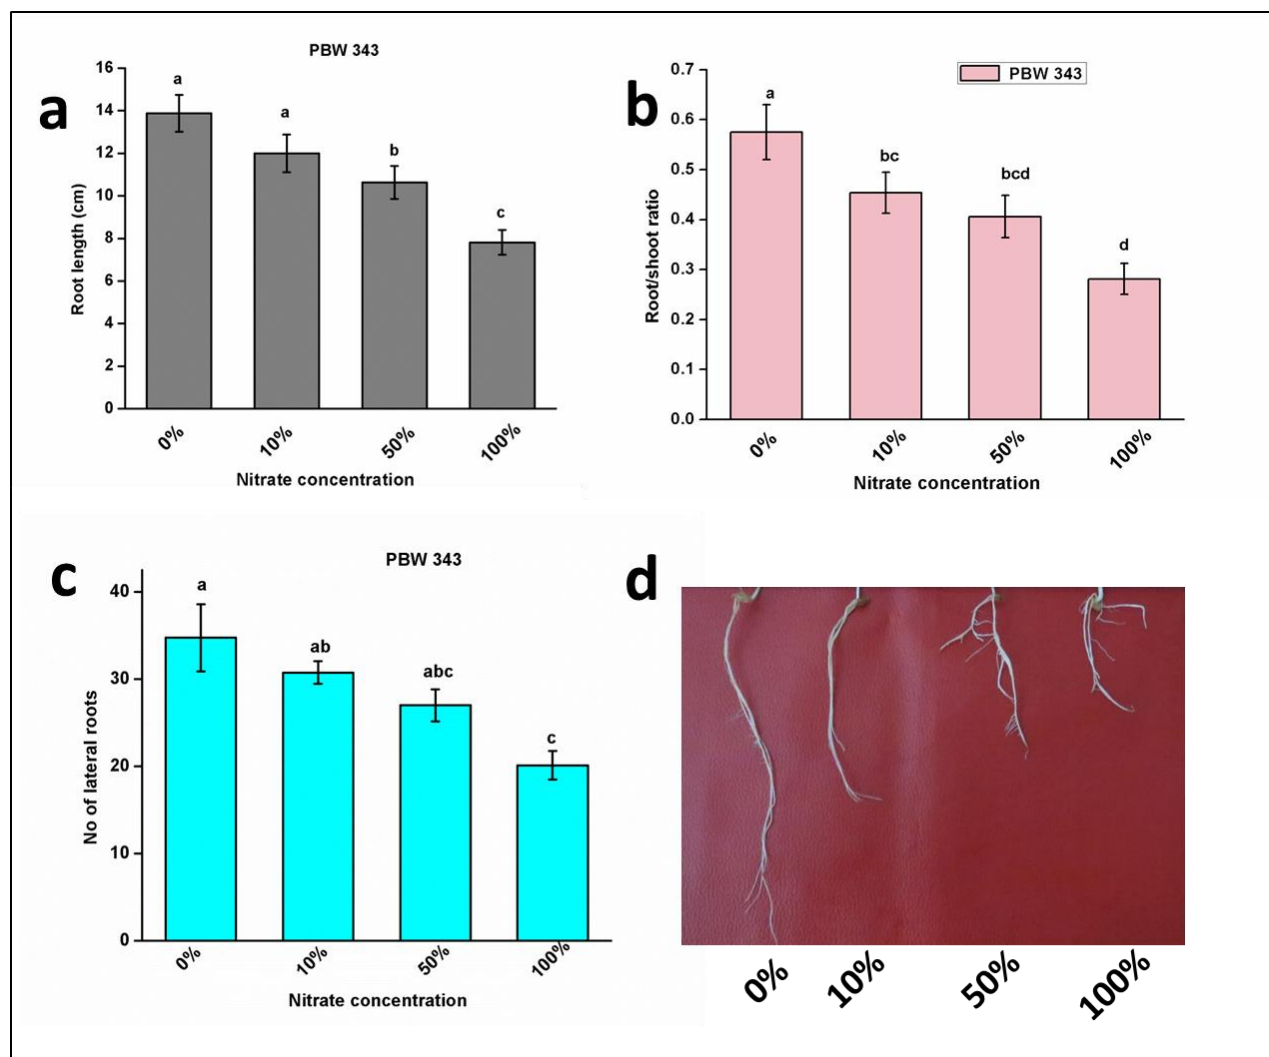 a
PBW 343
16
14
12
10
8
6
4
2
0
Root length (cm)
a
a
b
c
0%
10%
50%
100%
Nitrate concentration
b
PBW 343
0.7
0.6
0.5
0.4
0.3
0.2
0.1
0.0
Root/shoot ratio
a
bc
bcd
d
0%
10%
50%
100%
Nitrate concentration
c
PBW 343
40
30
20
10
0
No of lateral roots
a
ab
abc
c
0%
10%
50%
100%
Nitrate concentration
d
0%
10%
50%
100%